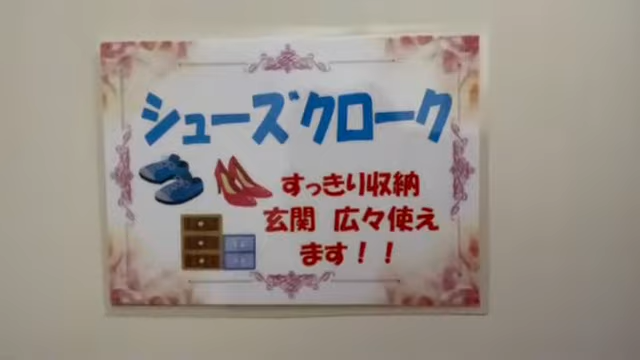 シューズクローク
すっきり収納
玄関 広々使え
ます！！